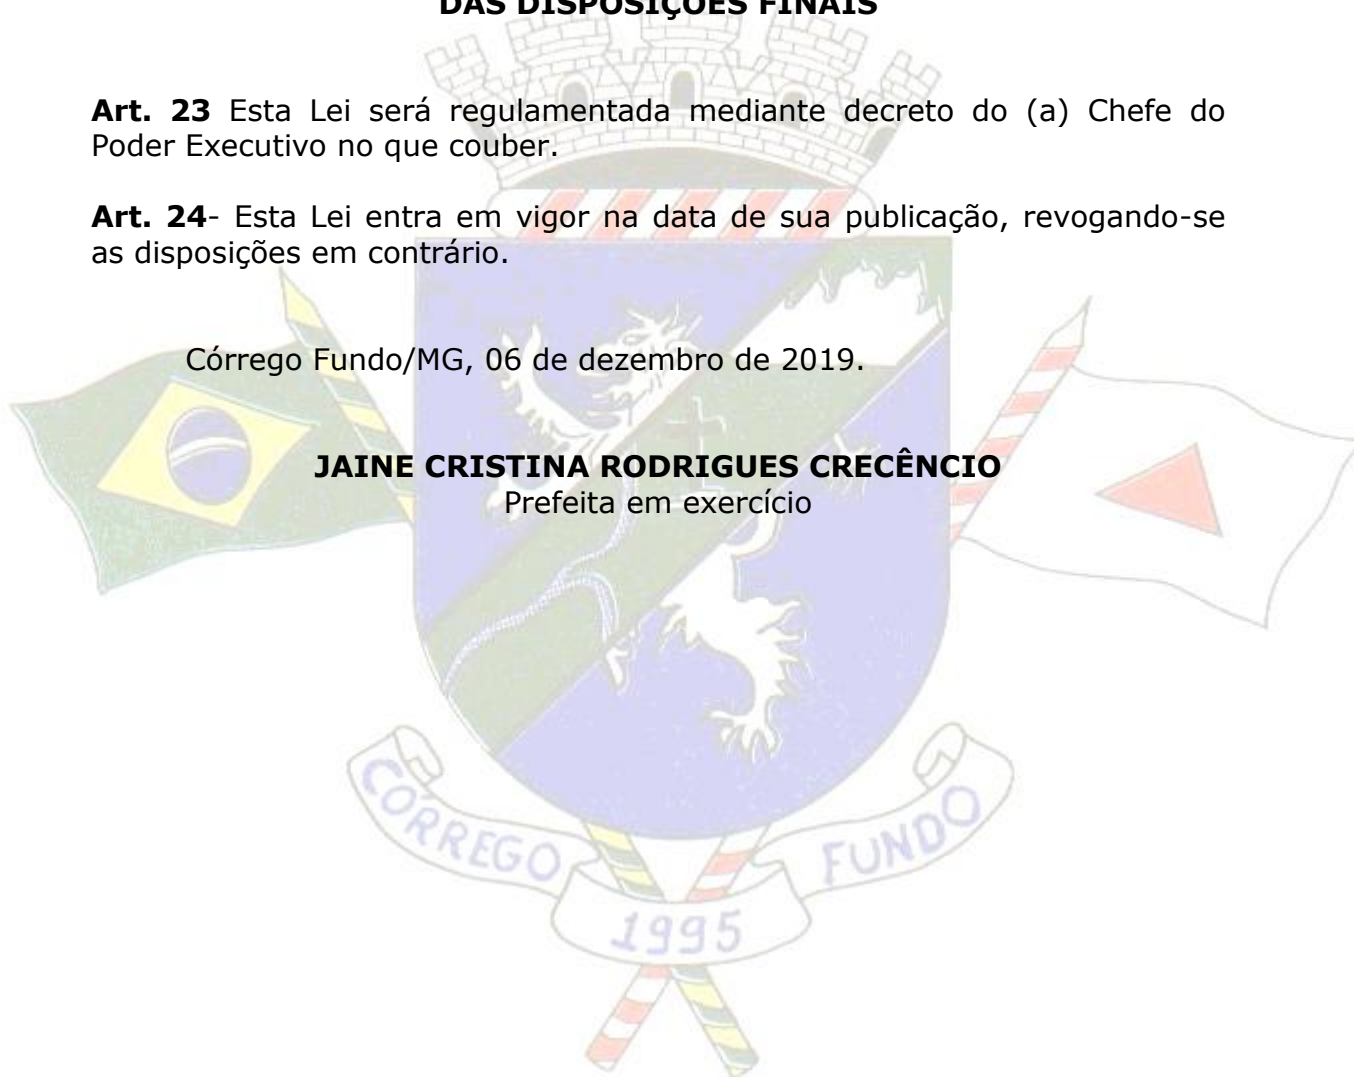 DAS DISPOSIÇÕES FINAIS
Art. 23 Esta Lei será regulamentada mediante decreto do (a) Chefe do
Poder Executivo no que couber.
Art. 24- Esta Lei entra em vigor na data de sua publicação, revogando-se
as disposições em contrário.
Córrego Fundo/MG, 06 de dezembro de 2019.
JAINE CRISTINA RODRIGUES CRECÊNCIO
Prefeita em exercício
CÓRREGO FUNDO
1995